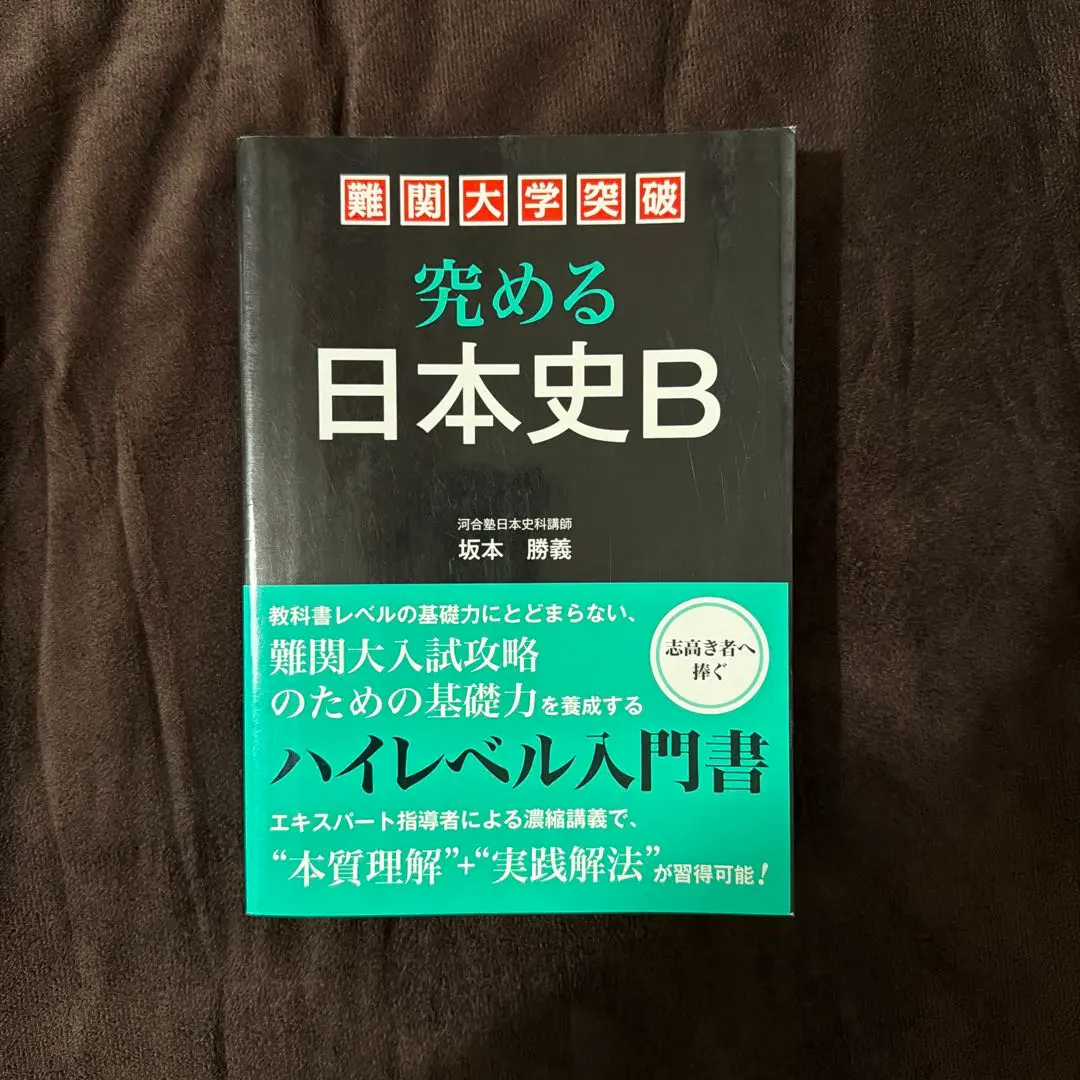 難関大学突破
究める
日本史B
河合塾日本史科講師
坂本 勝義
教科書レベルの基礎力にとどまらない、
難関大入試攻略
のための基礎力を養成する
志高き者へ
捧ぐ
ハイレベル入門書
エキスパート指導者による濃縮講義で、
“本質理解”+“実践解法”が習得可能!